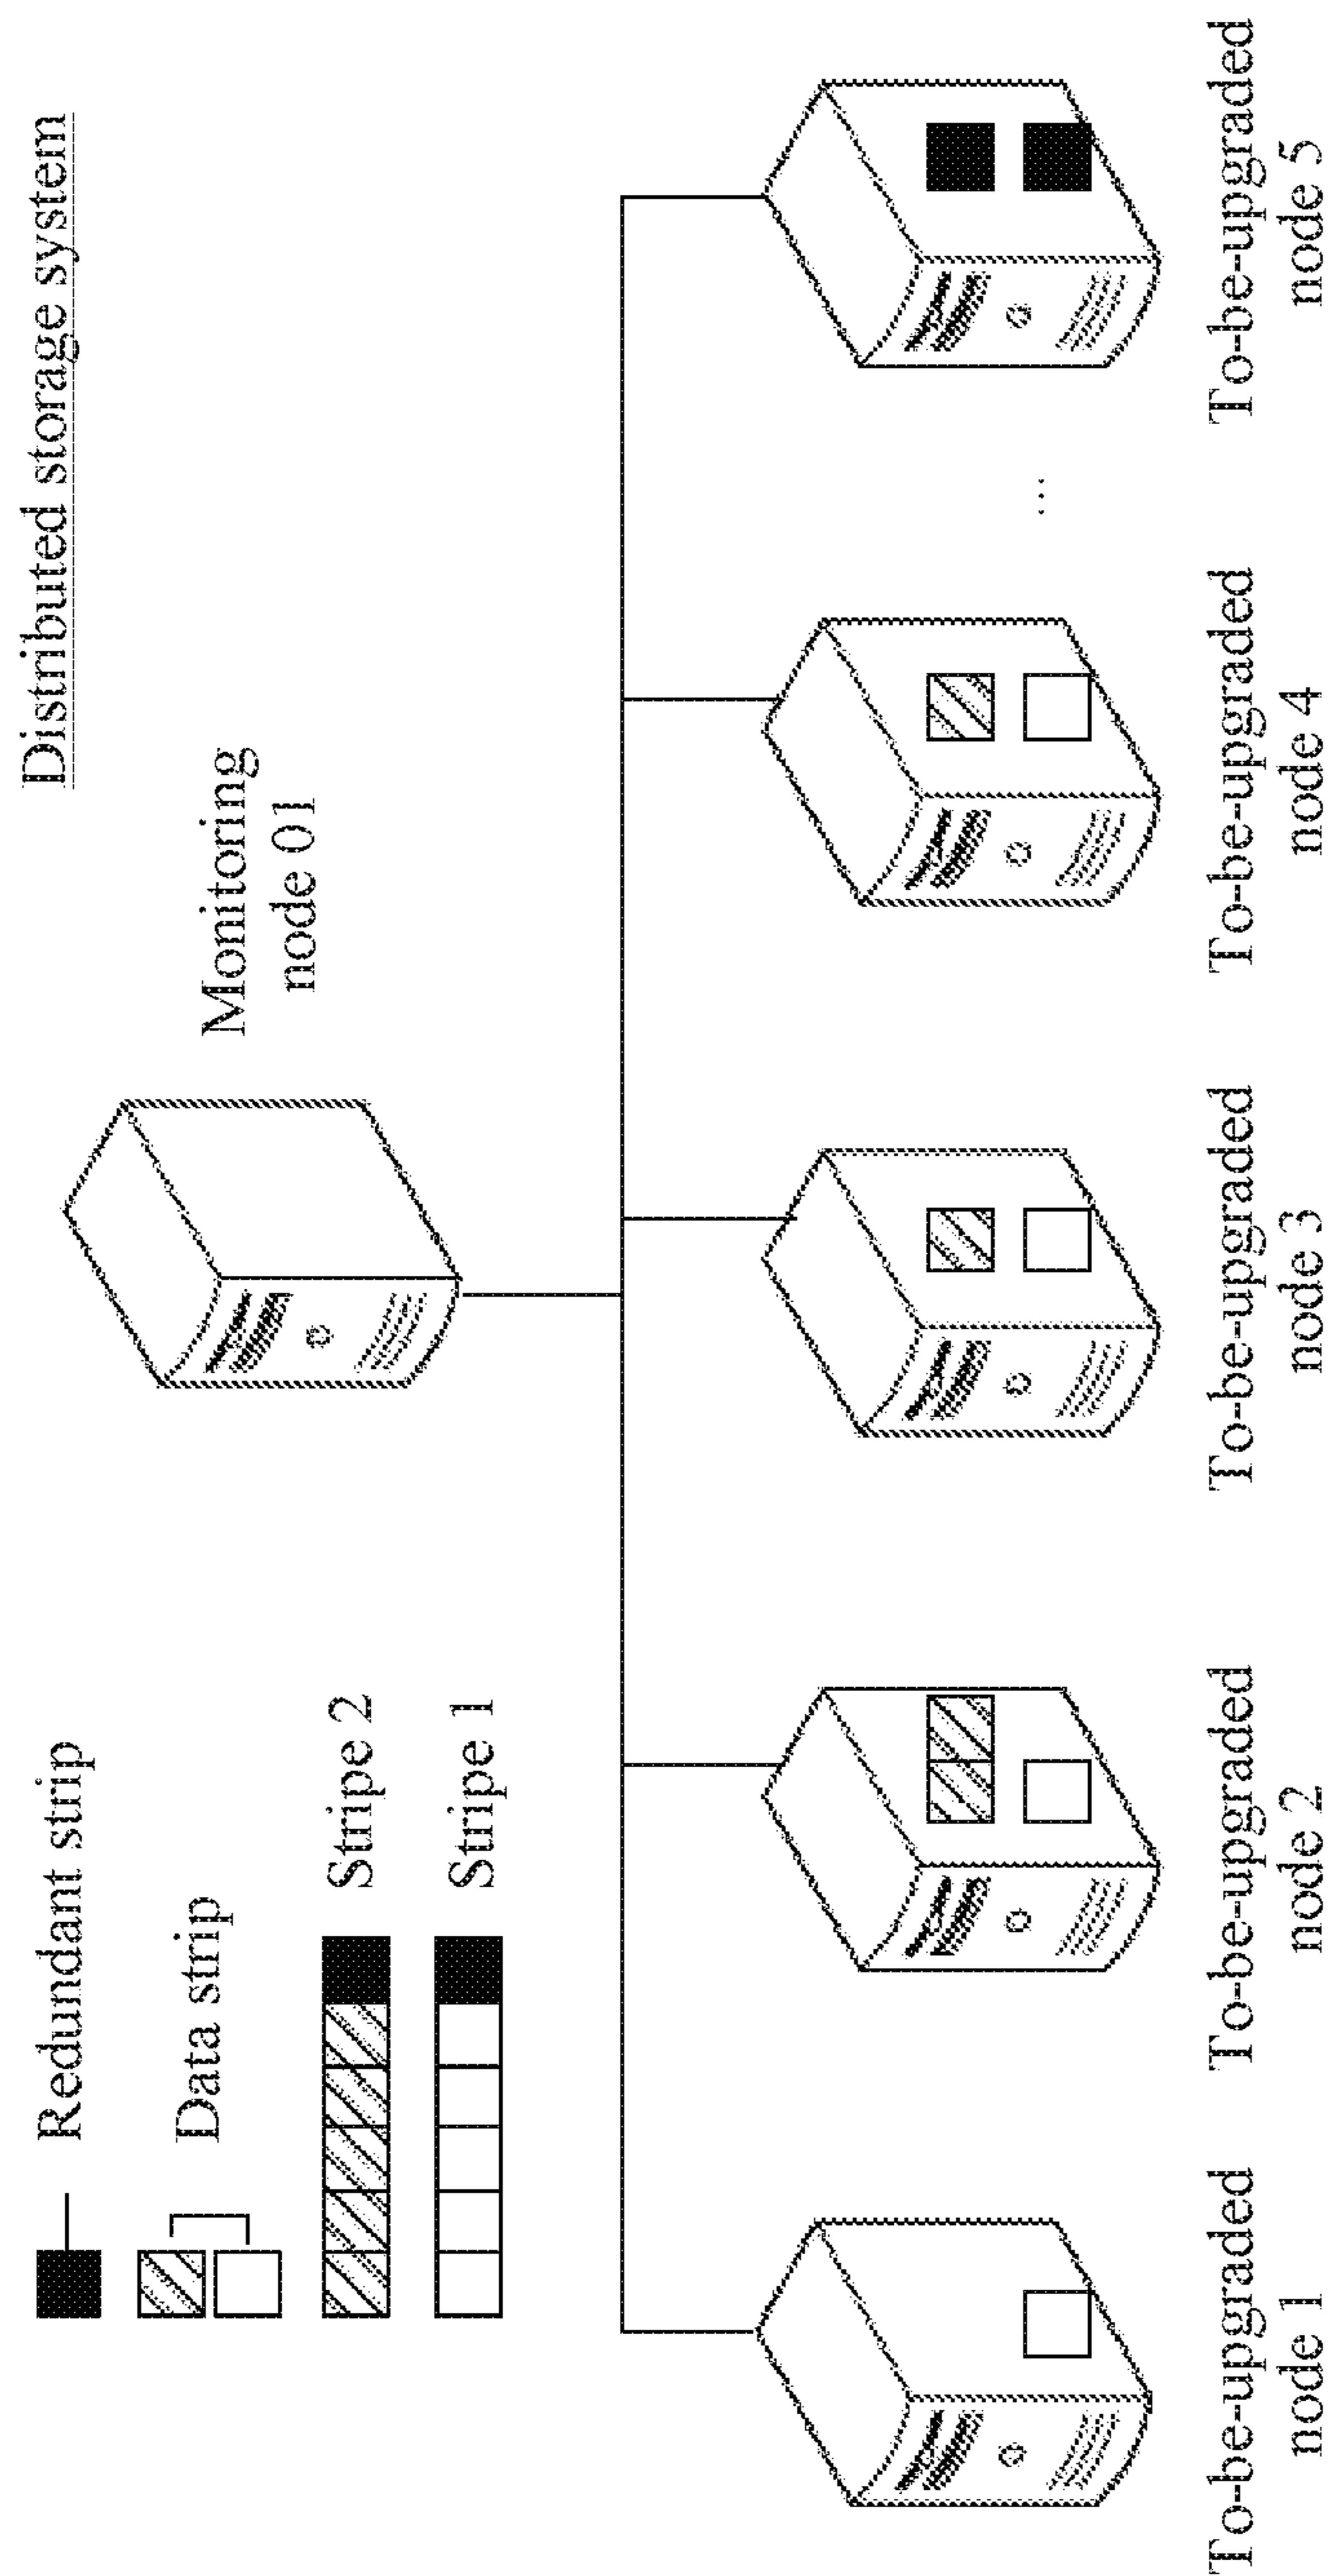 Distributed storage system
Redundant strip
Data strip
Stripe 2
Stripe 1
Monitoring
node 01
...
To-be-upgraded
node 1
To-be-upgraded
node 2
To-be-upgraded
node 3
To-be-upgraded
node 4
To-be-upgraded
node 5